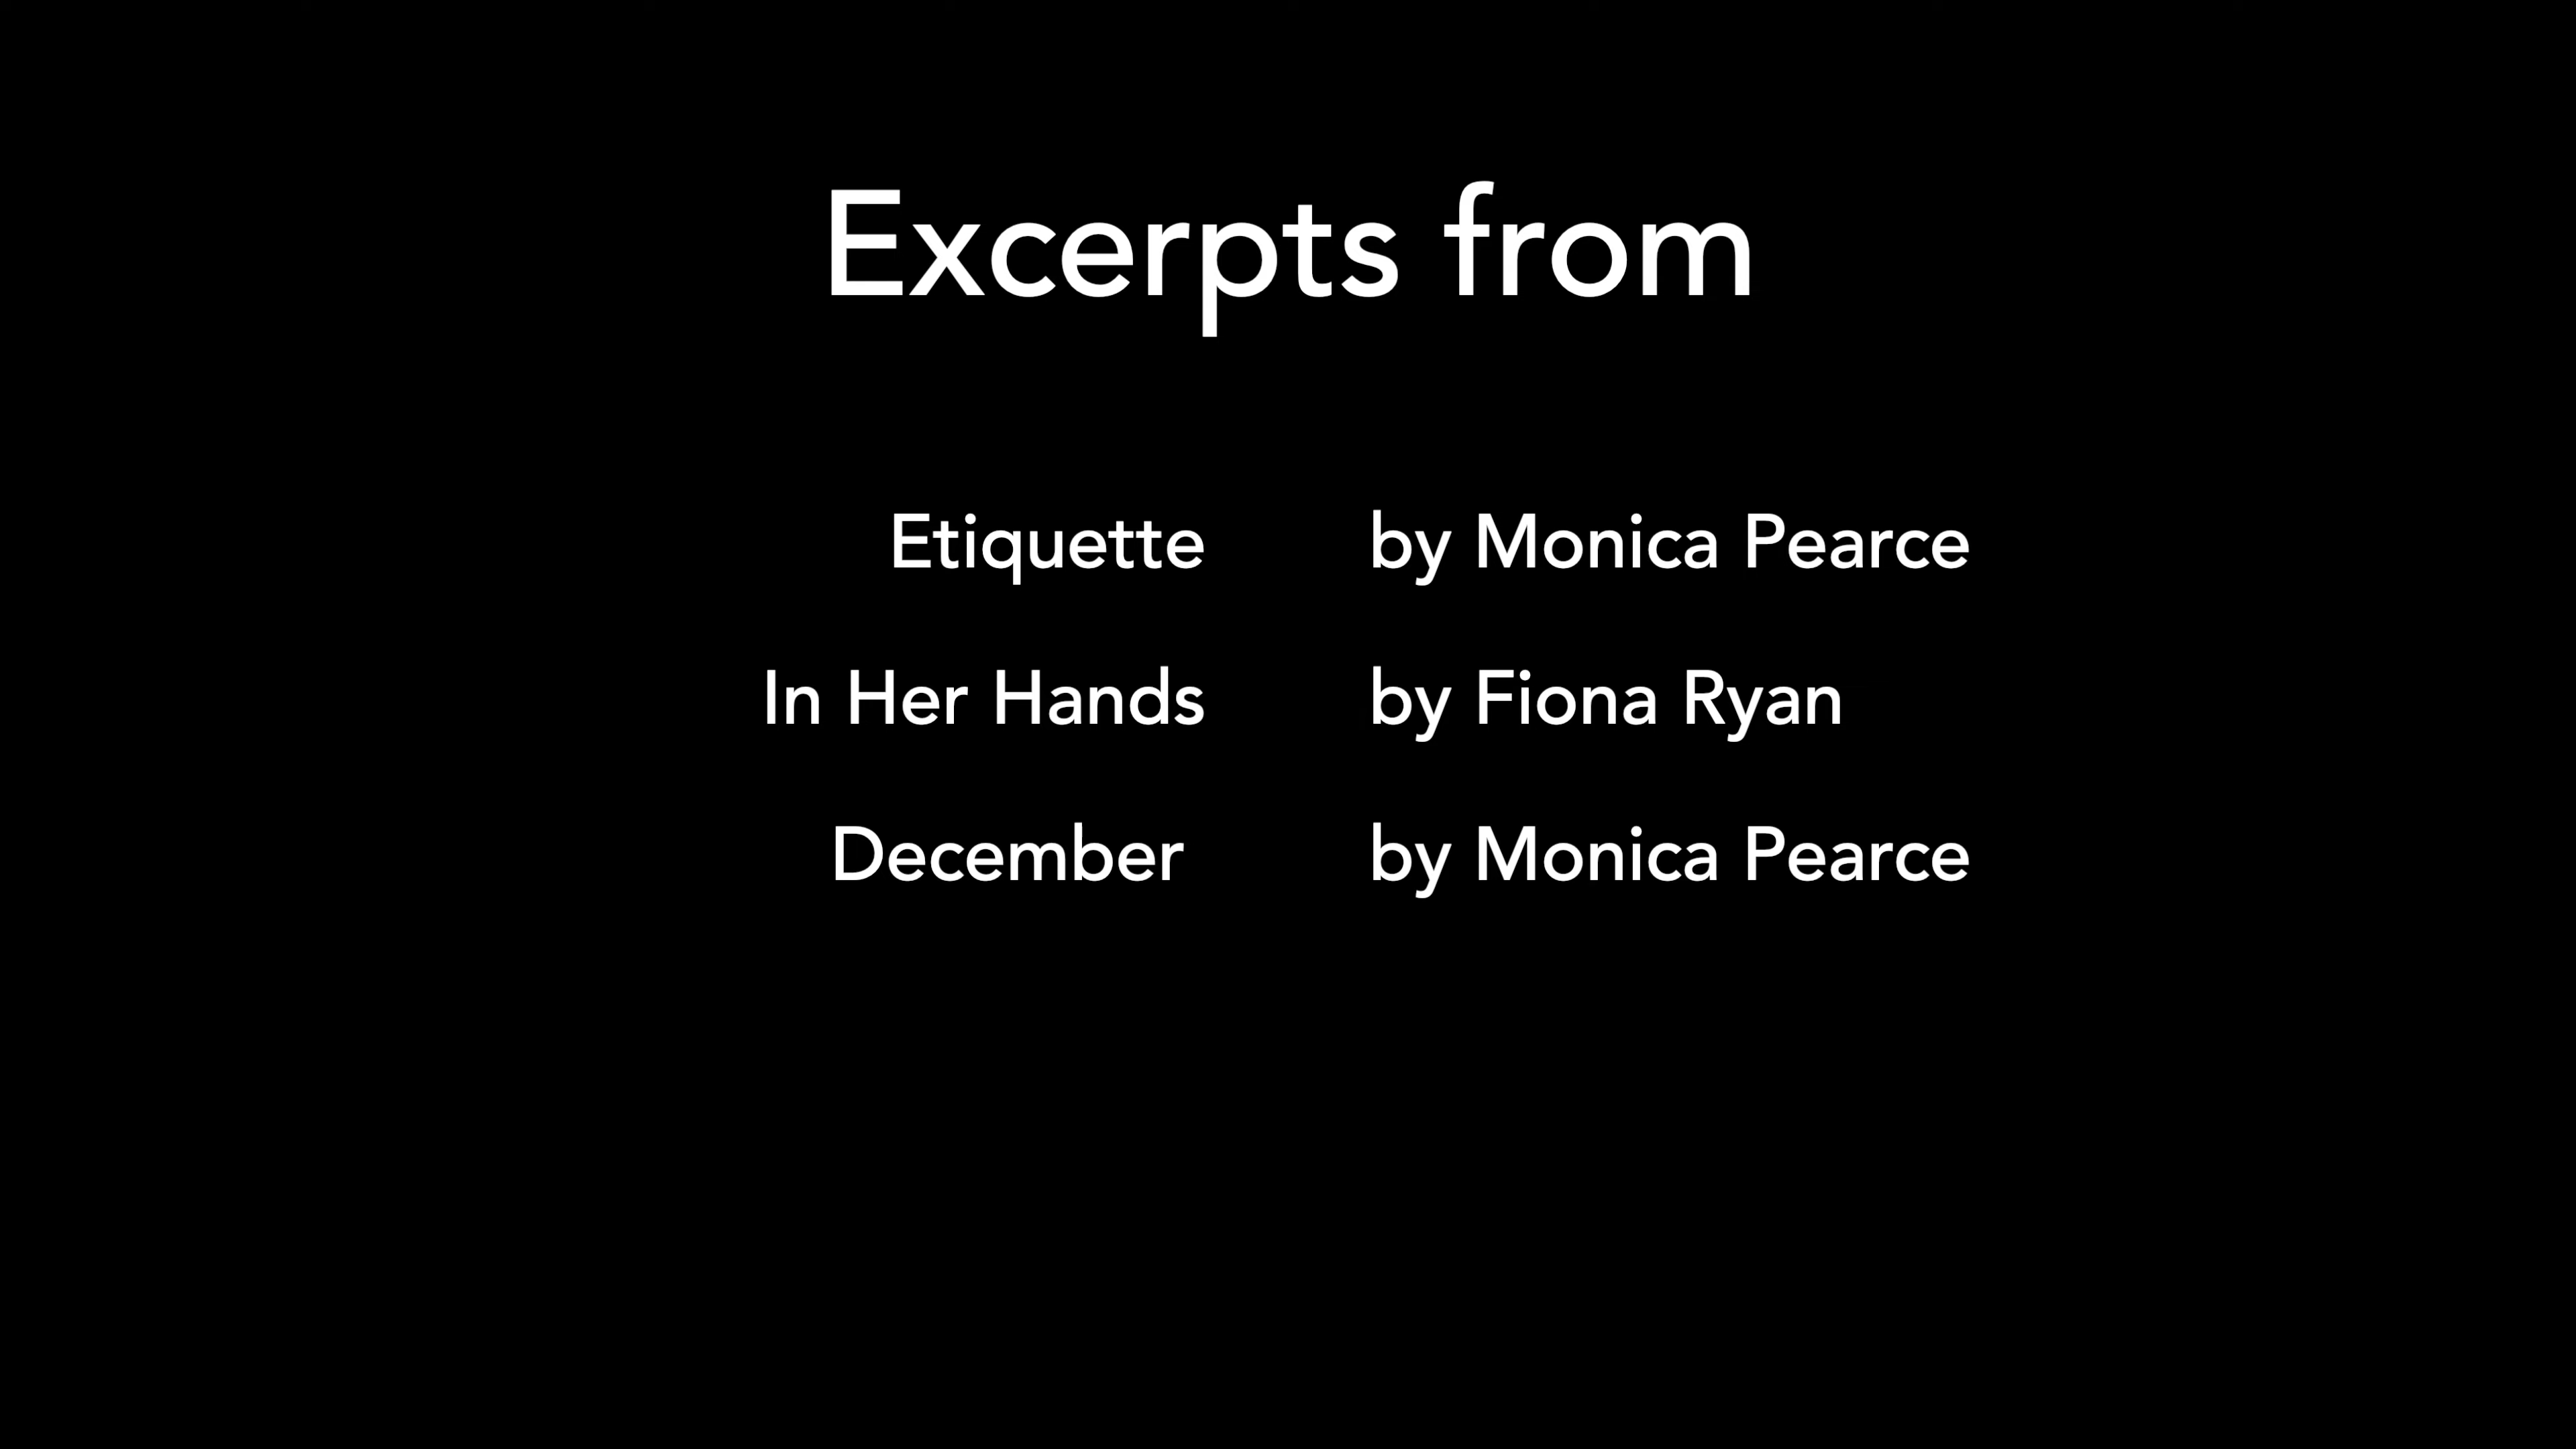 Excerpts from
Etiquette by Monica Pearce
In Her Hands by Fiona Ryan
December by Monica Pearce